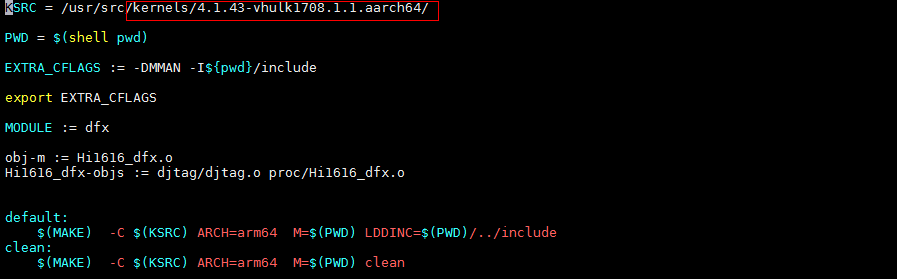 KSRC = /usr/src/kernels/4.1.43-vhulk1708.1.1.aarch64/
PWD = $(shell pwd)
EXTRA_CFLAGS := -DMMAN -I${pwd}/include
export EXTRA_CFLAGS
MODULE := dfx
obj-m := Hi1616_dfx.o
Hi1616_dfx-objs := djtag/djtag.o proc/Hi1616_dfx.o
default:
$(MAKE)  -C $(KSRC) ARCH=arm64  M=$(PWD) LDDINC=$(PWD)/../include
clean:
$(MAKE)  -C $(KSRC) ARCH=arm64  M=$(PWD) clean